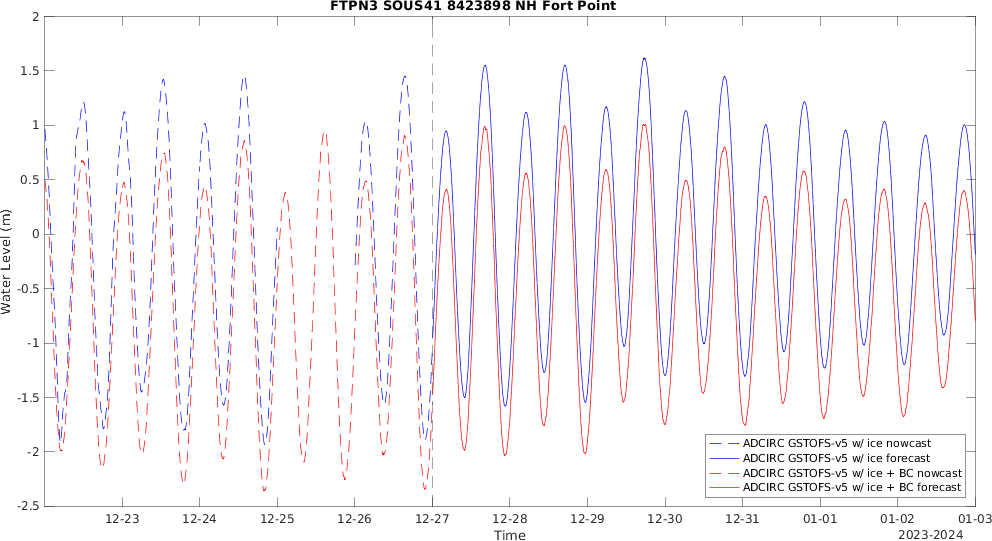 FTPN3 SOUS41 8423898 NH Fort Point
2
1.5
1
0.5
0
-0.5
-1
-1.5
-2
-2.5
Water Level (m)
ADCIRC GSTOFS-v5 w/ ice nowcast
ADCIRC GSTOFS-v5 w/ ice forecast
ADCIRC GSTOFS-v5 w/ ice + BC nowcast
ADCIRC GSTOFS-v5 w/ ice + BC forecast
12-23 12-24 12-25 12-26 12-27 12-28 12-29 12-30 12-31 01-01 01-02 01-03
Time
2023-2024